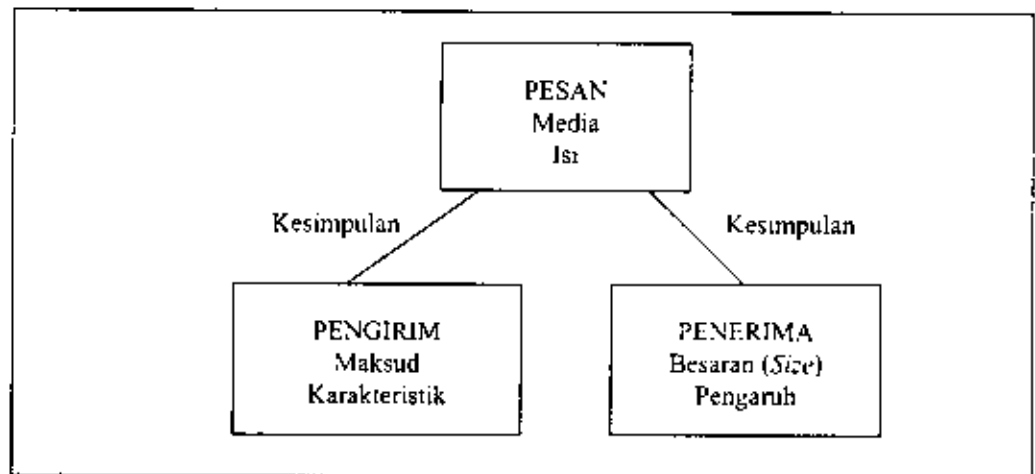 PESAN
Media
Isi
Kesimpulan
Kesimpulan
PENGIRIM
Maksud
Karakteristik
PENERIMA
Besaran (Size)
Pengaruh